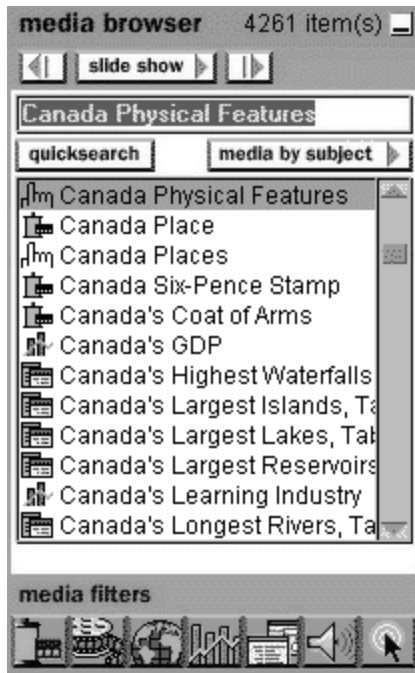 media browser 4261 item(s)
slide show
Canada Physical Features
quicksearch media by subject
Canada Physical Features
Canada Place
Canada Places
Canada Six-Pence Stamp
Canada's Coat of Arms
Canada's GDP
Canada's Highest Waterfalls
Canada's Largest Islands, Ta
Canada's Largest Lakes, Tab
Canada's Largest Reservoirs
Canada's Learning Industry
Canada's Longest Rivers, Ta
media filters